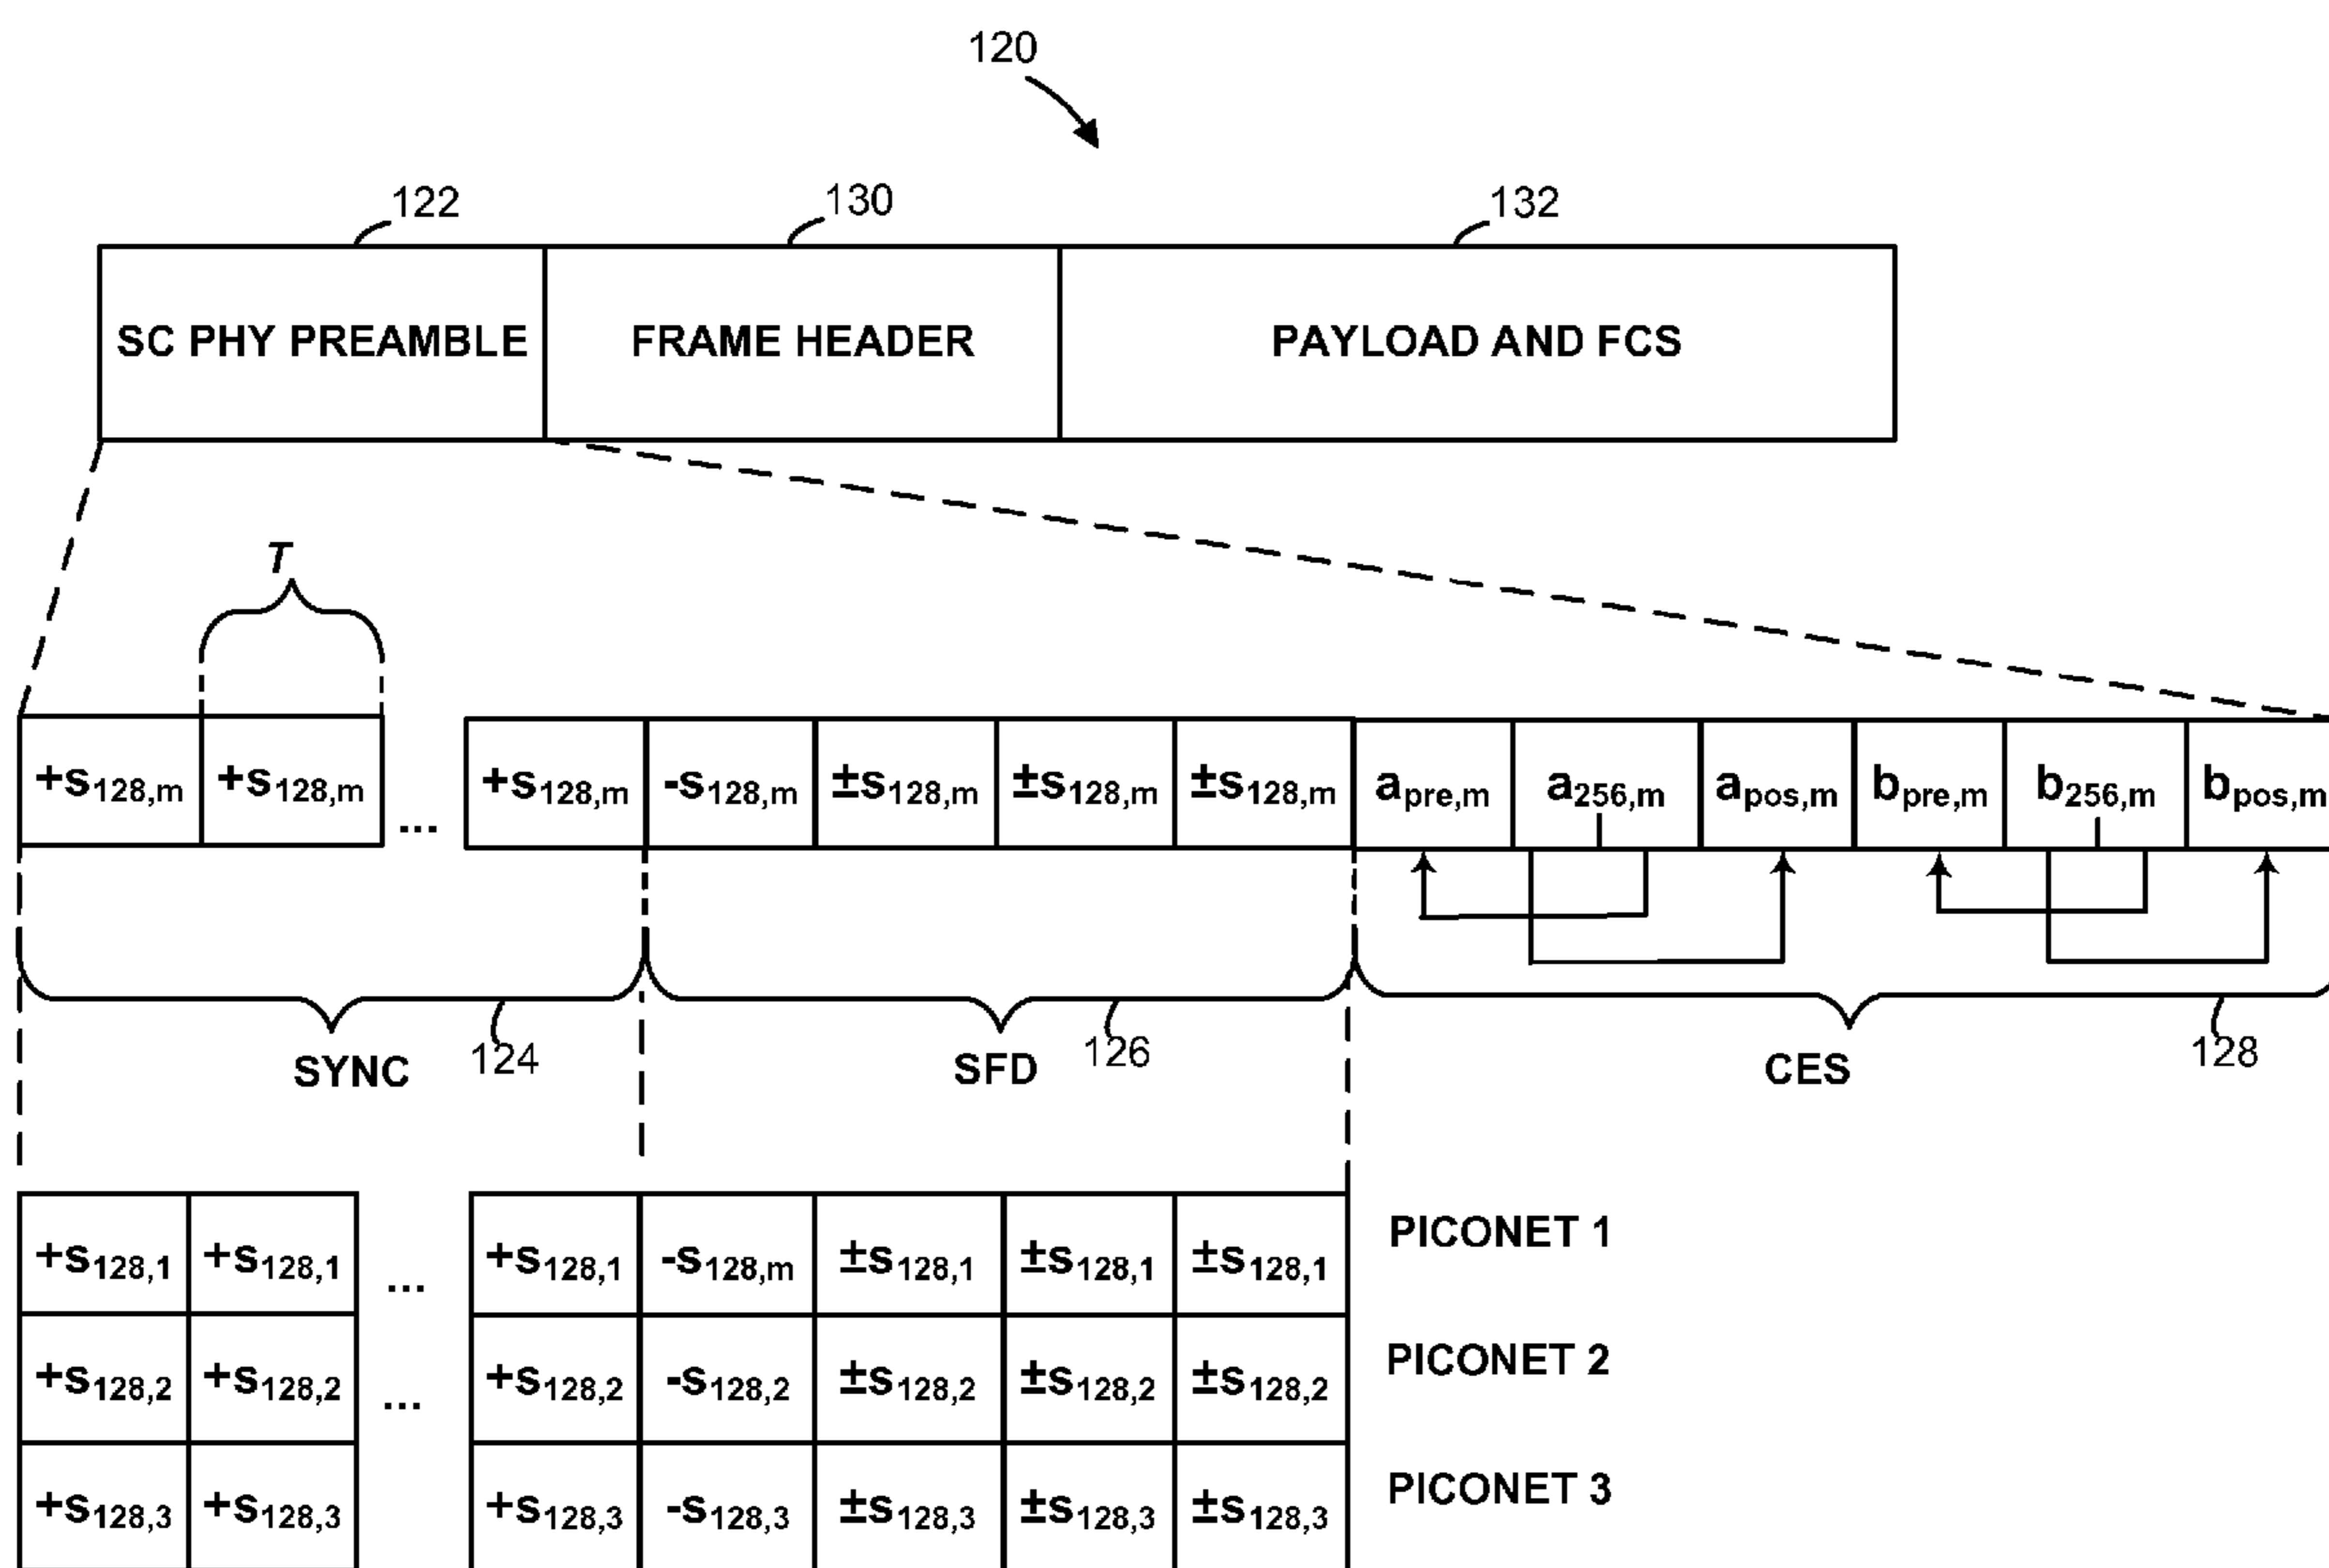 120
122 130 132
SC PHY PREAMBLE FRAME HEADER PAYLOAD AND FCS
T
+s128,m +s128,m ... +s128,m -s128,m ±s128,m ±s128,m ±s128,m apre,m a256,m apos,m bpre,m b256,m bpos,m
SYNC 124 SFD 126 CES 128
+s128,1 +s128,1 ... +s128,1 -s128,m ±s128,1 ±s128,1 ±s128,1 PICONET 1
+s128,2 +s128,2 ... +s128,2 -s128,2 ±s128,2 ±s128,2 ±s128,2 PICONET 2
+s128,3 +s128,3 +s128,3 -s128,3 ±s128,3 ±s128,3 ±s128,3 PICONET 3